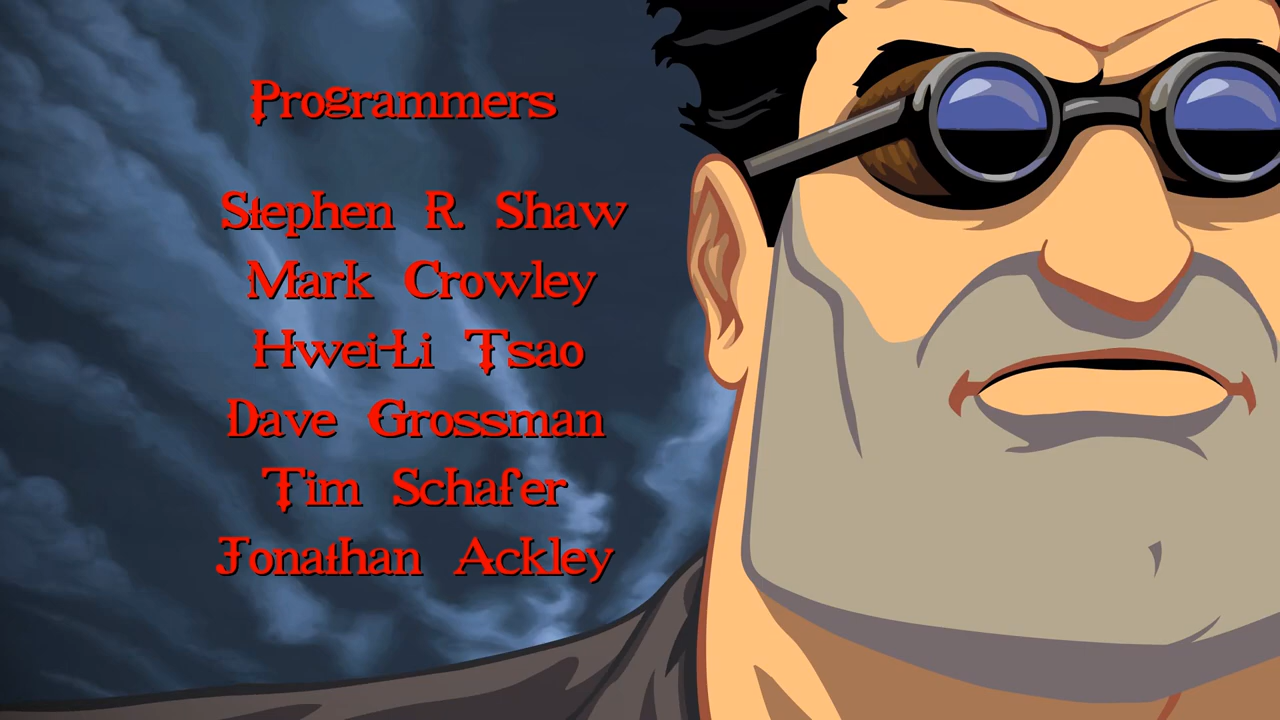 Programmers
Stephen R. Shaw
Mark Crowley
Hwei-Li Tsao
Dave Grossman
Tim Schafer
Jonathan Ackley